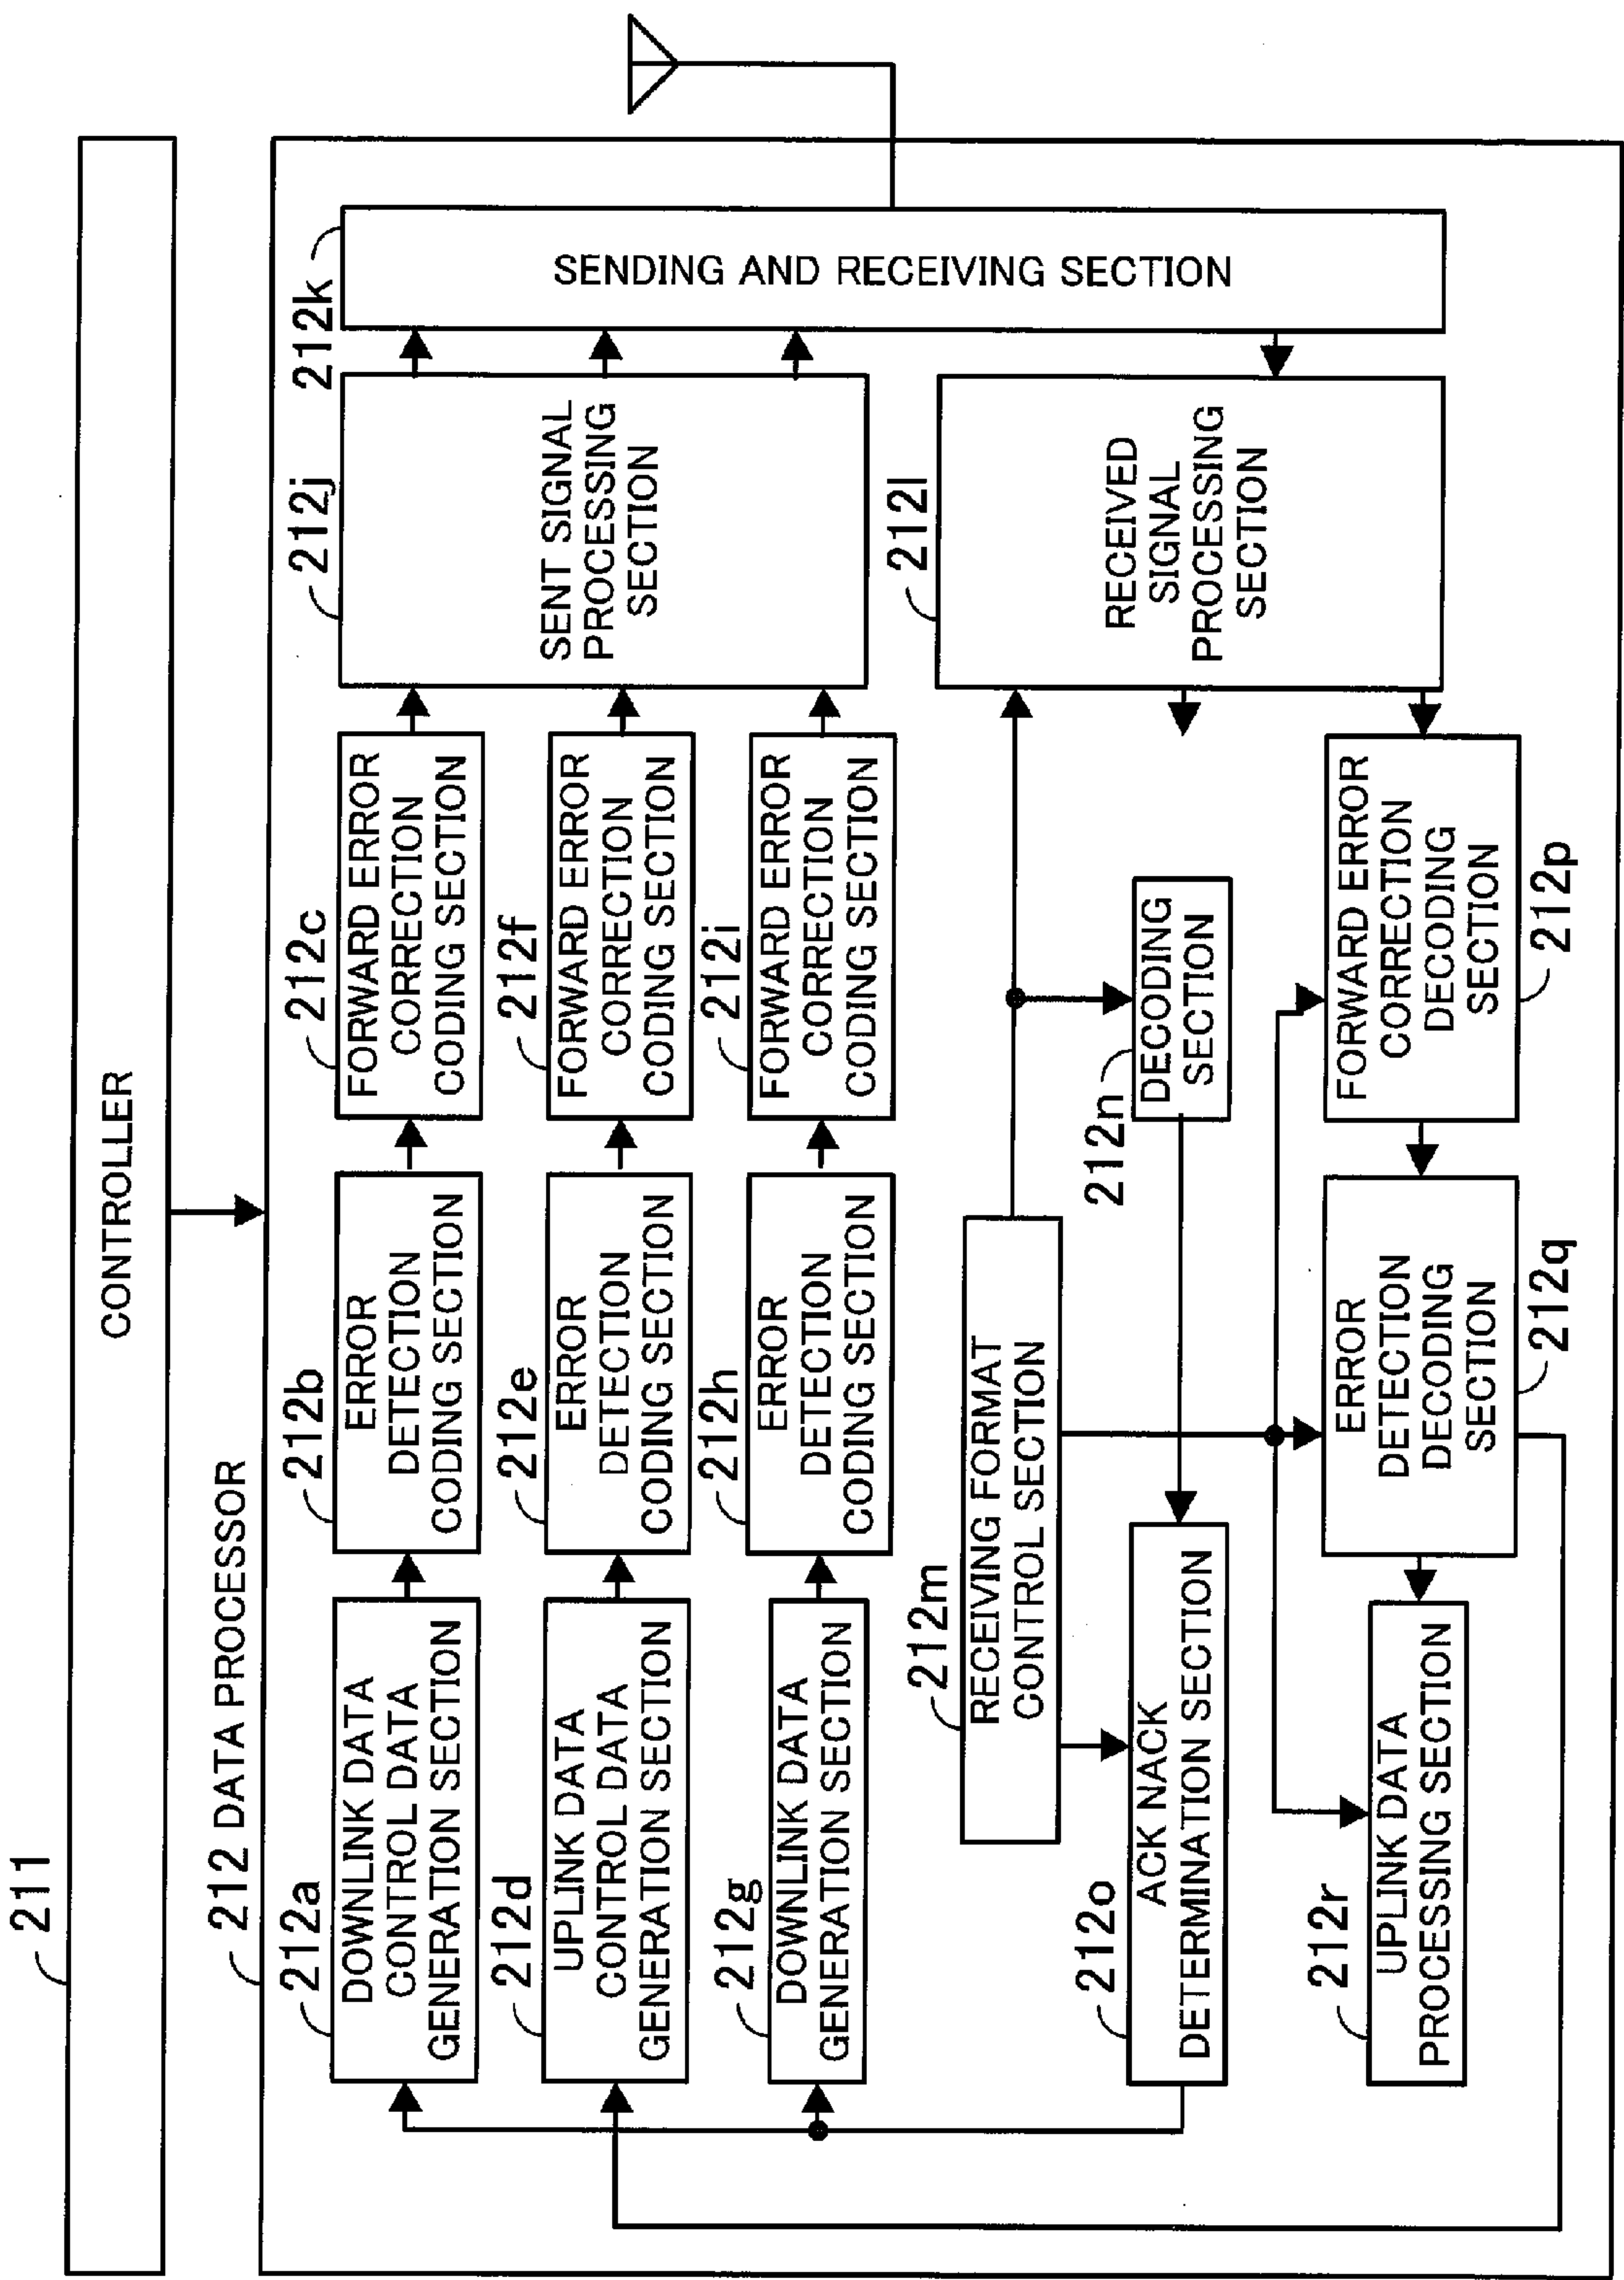 211
CONTROLLER
212 DATA PROCESSOR
212a
DOWNLINK DATA
CONTROL DATA
GENERATION SECTION
212b
ERROR
DETECTION
CODING SECTION
212c
FORWARD ERROR
CORRECTION
CODING SECTION
212j
SENT SIGNAL
PROCESSING
SECTION
212k
SENDING AND RECEIVING SECTION
212d
UPLINK DATA
CONTROL DATA
GENERATION SECTION
212e
ERROR
DETECTION
CODING SECTION
212f
FORWARD ERROR
CORRECTION
CODING SECTION
212g
DOWNLINK DATA
GENERATION SECTION
212h
ERROR
DETECTION
CODING SECTION
212i
FORWARD ERROR
CORRECTION
CODING SECTION
212m
RECEIVING FORMAT
CONTROL SECTION
212l
RECEIVED
SIGNAL
PROCESSING
SECTION
212o
ACK NACK
DETERMINATION SECTION
212n
DECODING
SECTION
212r
UPLINK DATA
PROCESSING SECTION
ERROR
DETECTION
DECODING
SECTION
212q
FORWARD ERROR
CORRECTION
DECODING
SECTION
212p